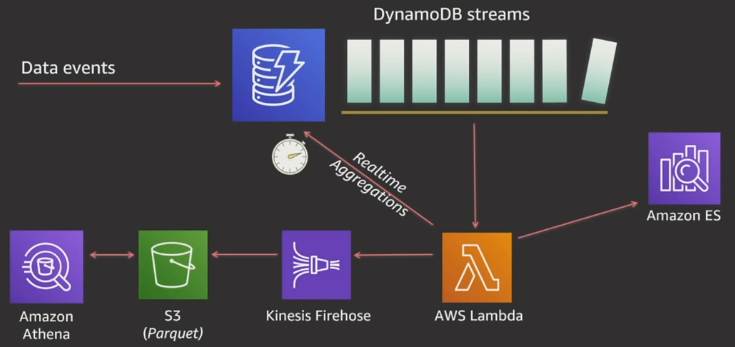 DynamoDB streams
Data events
Realtime
Aggregations
Amazon ES
Amazon
Athena
S3
(Parquet)
Kinesis Firehose
AWS Lambda